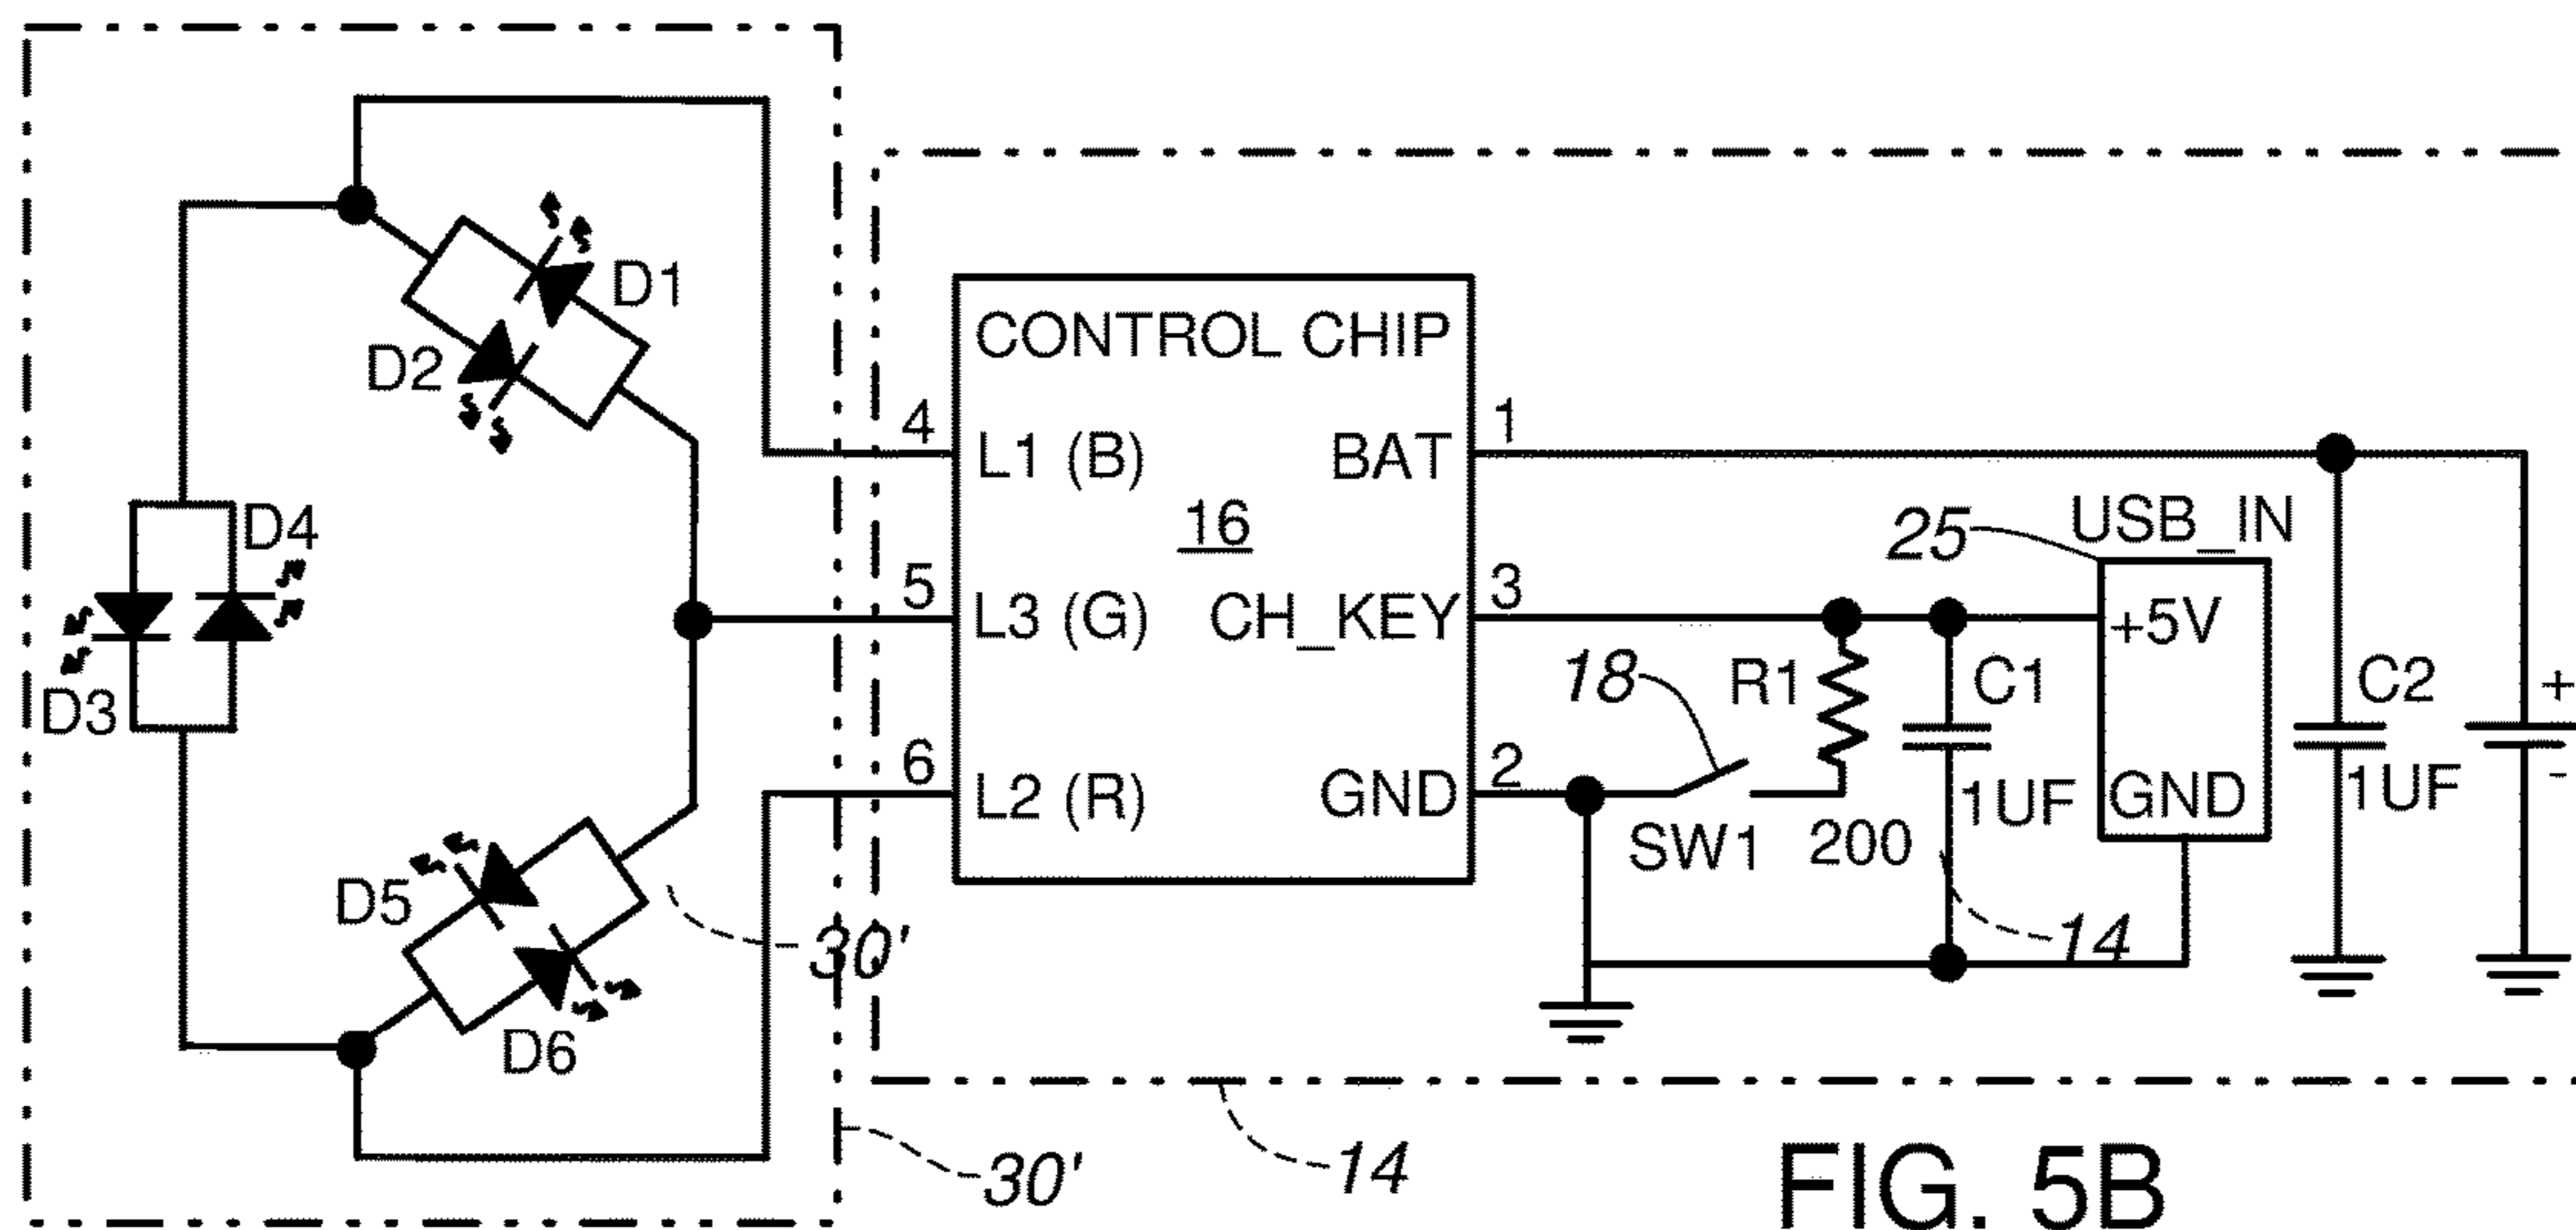 D1
D2
D4
D3
D5
D6
30'
30'
CONTROL CHIP
16
4
L1 (B)
BAT
1
5
L3 (G)
CH_KEY
3
6
L2 (R)
GND
2
18
SW1
R1
200
C1
1UF
14
25
USB_IN
+5V
GND
C2
1UF
+
-
14
FIG. 5B